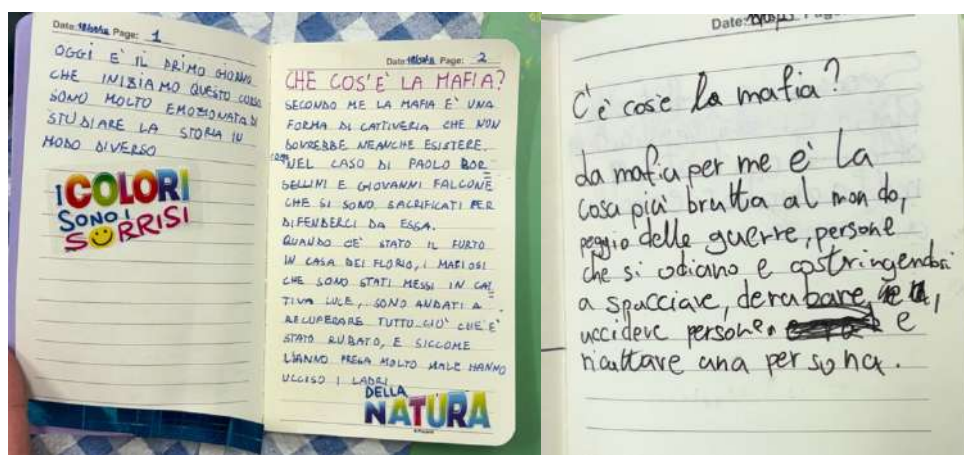 Date: Page: 1
OGGI E' IL PRIMO GIORNO
CHE INIZIAMO QUESTO CORSO
SONO MOLTO EMOZIONATA DI
STUDIARE LA STORIA IN
MODO DIVERSO
I COLORI
SONO I
SORRISI
Date: Page: 2
CHE COS'E' LA MAFIA?
SECONDO ME LA MAFIA E' UNA
FORMA DI CATTIVERIA CHE NON
DOVREBBE NEANCHE ESISTERE.
COME NEL CASO DI PAOLO BOR
SELLINI E GIOVANNI FALCONE
CHE SI SONO SACRIFICATI PER
DIFENDERCI DA ESSA.
QUANDO CE' STATO IL FURTO
IN CASA DEI FLORIO, I MAFIOSI
CHE SONO STATI MESSI IN CAT
TIVA LUCE, SONO ANDATI A
RECUPERARE TUTTO CIO' CHE E'
STATO RUBATO, E SICCOME
L'HANNO PRESA MOLTO MALE HANNO
UCCISO I LADRI
DELLA
NATURA
Date:
C'è cos'e la mafia?
La mafia per me e' La
cosa più brutta al mondo,
peggio delle guerre, persone
che si odiano e costringendosi
a spacciare, derubare,
uccidere persone e
ricattare una persona.